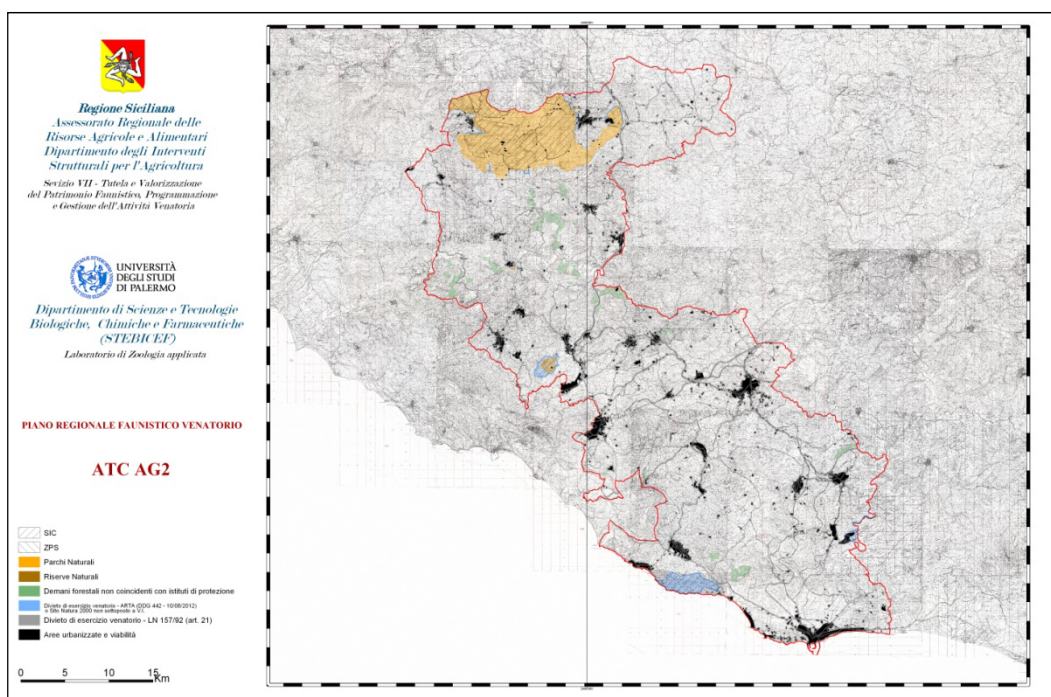 Regione Siciliana
Assessorato Regionale delle
Risorse Agricole e Alimentari
Dipartimento degli Interventi
Strutturali per l'Agricoltura
Sevizio VII - Tutela e Valorizzazione
del Patrimonio Faunistico, Programmazione
e Gestione dell'Attività Venatoria
UNIVERSITÀ
DEGLI STUDI
DI PALERMO
Dipartimento di Scienze e Tecnologie
Biologiche, Chimiche e Farmaceutiche
(STEBICEF)
Laboratorio di Zoologia applicata
PIANO REGIONALE FAUNISTICO VENATORIO
ATC AG2
SIC
ZPS
Parchi Naturali
Riserve Naturali
Demani forestali non coincidenti con istituti di protezione
Divieto di esercizio venatorio - ARTA (DDG 442 - 10/08/2012)
o Site Natura 2000 non sottoposte a V.I.
Divieto di esercizio venatorio - LN 157/92 (art. 21)
Aree urbanizzate e viabilità
0 5 10 15 Km